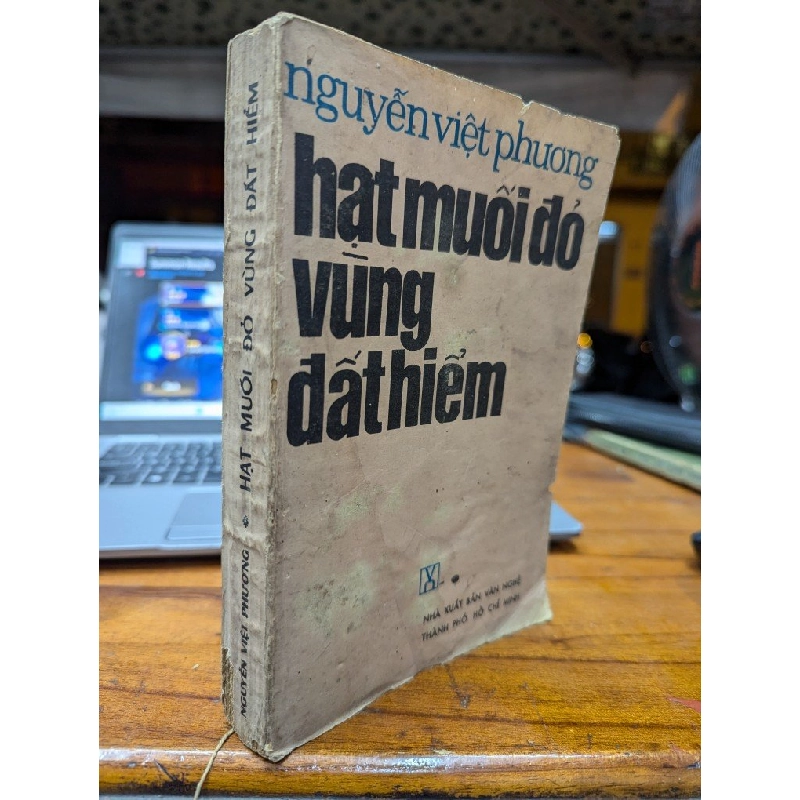 nguyễn việt phương
hạt muối đỏ
vùng
đất hiểm
NHÀ XUẤT BẢN VĂN NGHỆ
THÀNH PHỐ HỒ CHÍ MINH
NGUYỄN VIỆT PHƯƠNG * HẠT MUỐI ĐỎ VÙNG ĐẤT HIỂM